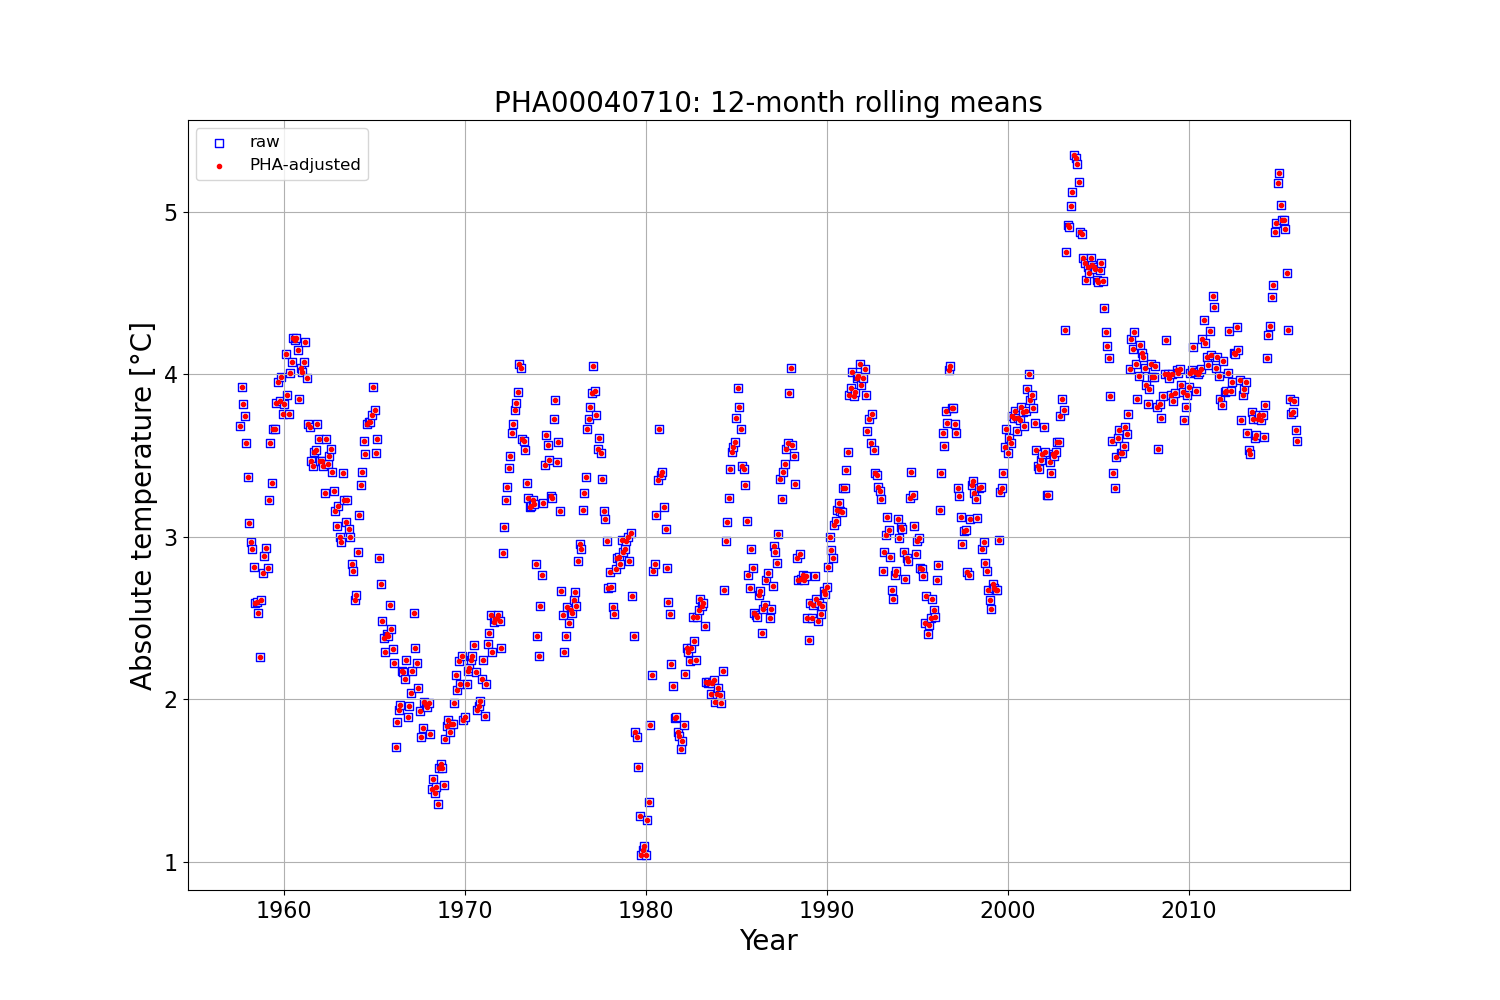 PHA00040710: 12-month rolling means
raw
PHA-adjusted
Absolute temperature [°C]
5
4
3
2
1
1960 1970 1980 1990 2000 2010
Year